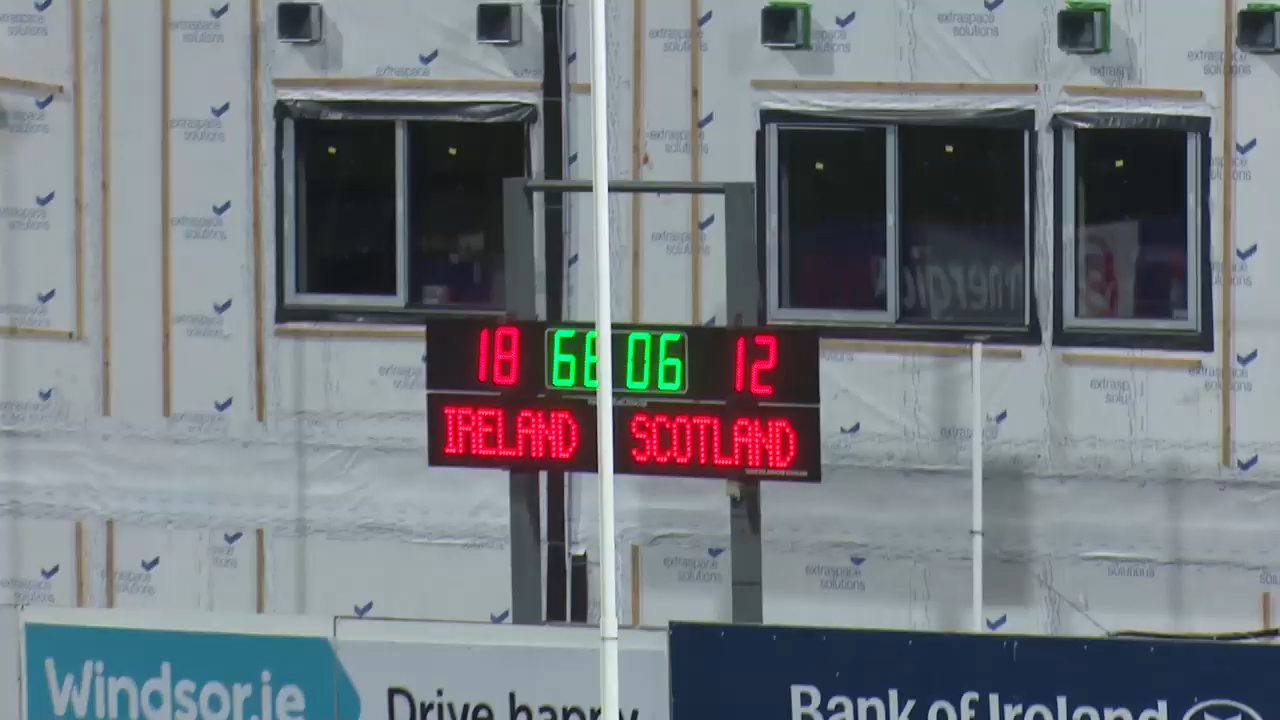 extraspace
solutions
18 66 06 12
IRELAND SCOTLAND
Windsor.ie
Drive happy
Bank of Ireland